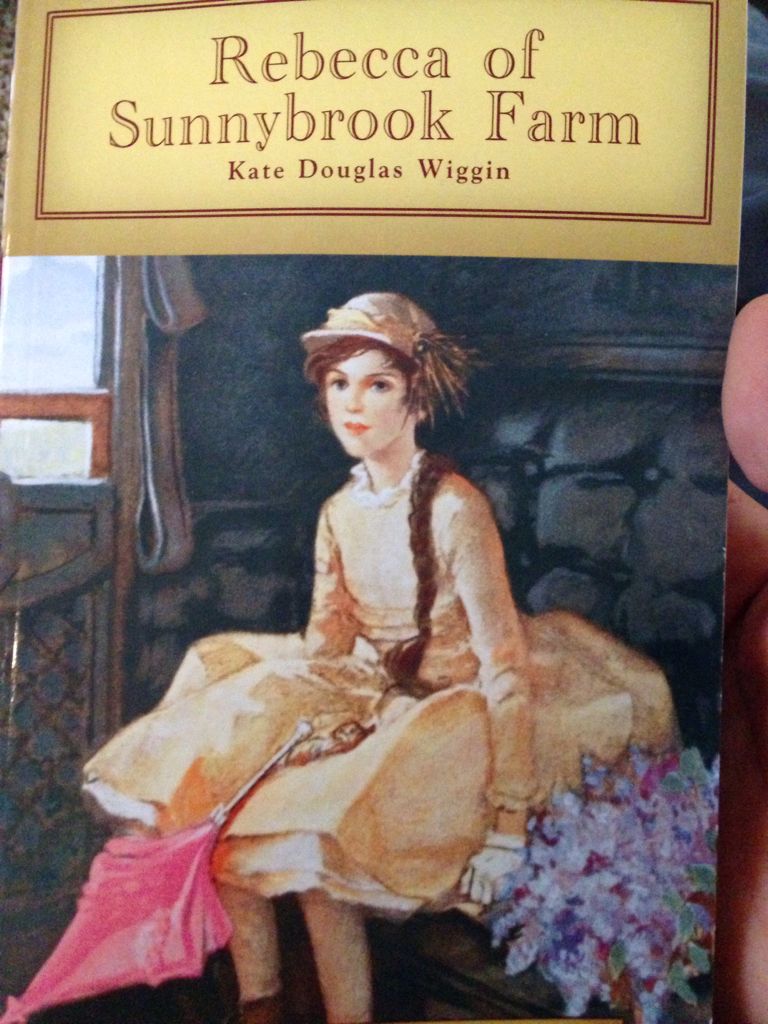 Rebecca of
Sunnybrook Farm
Kate Douglas Wiggin